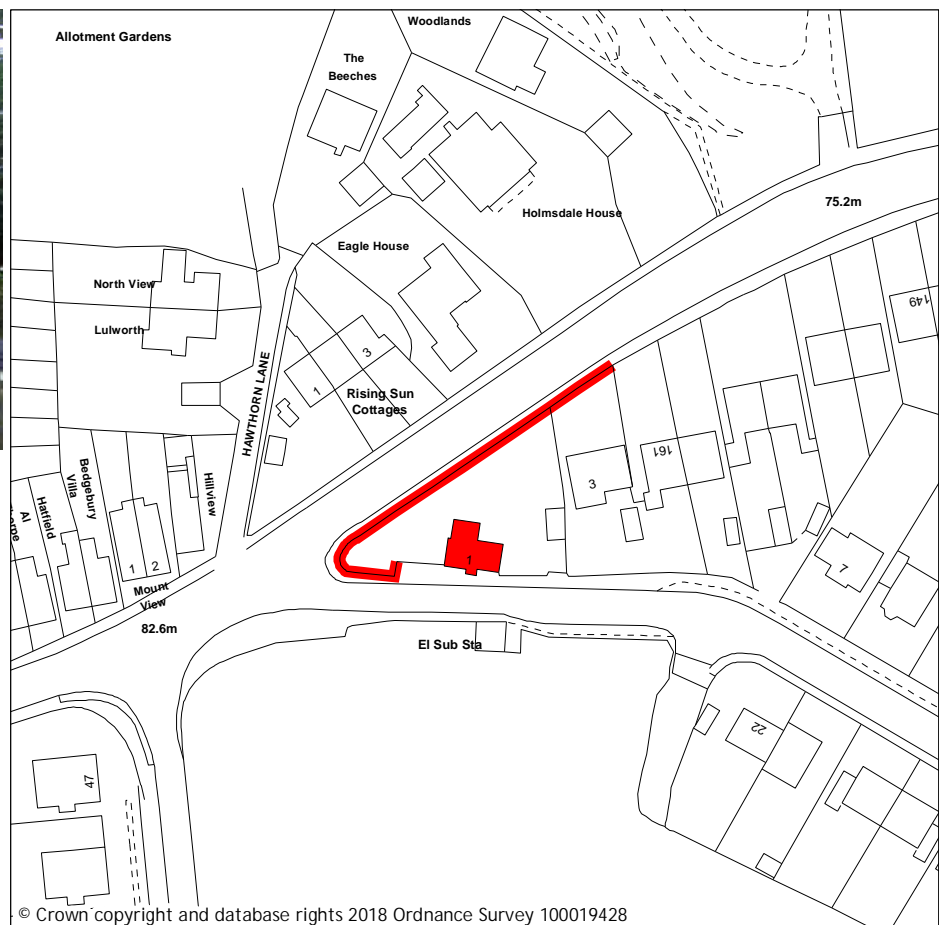 Woodlands
Allotment Gardens
The
Beeches
Holmsdale House
75.2m
Eagle House
North View
Lulworth
149
HAWTHORN LANE
3
1
Rising Sun
Cottages
161
3
Bedgebury
Villa
Hillview
Hatfield
Al
1
2
Mount
View
1
7
82.6m
El Sub Sta
22
47
© Crown copyright and database rights 2018 Ordnance Survey 100019428